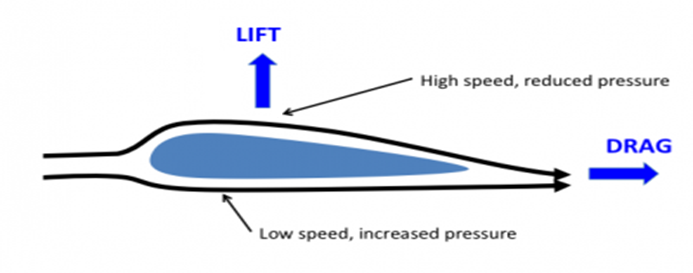 LIFT
High speed, reduced pressure
DRAG
Low speed, increased pressure